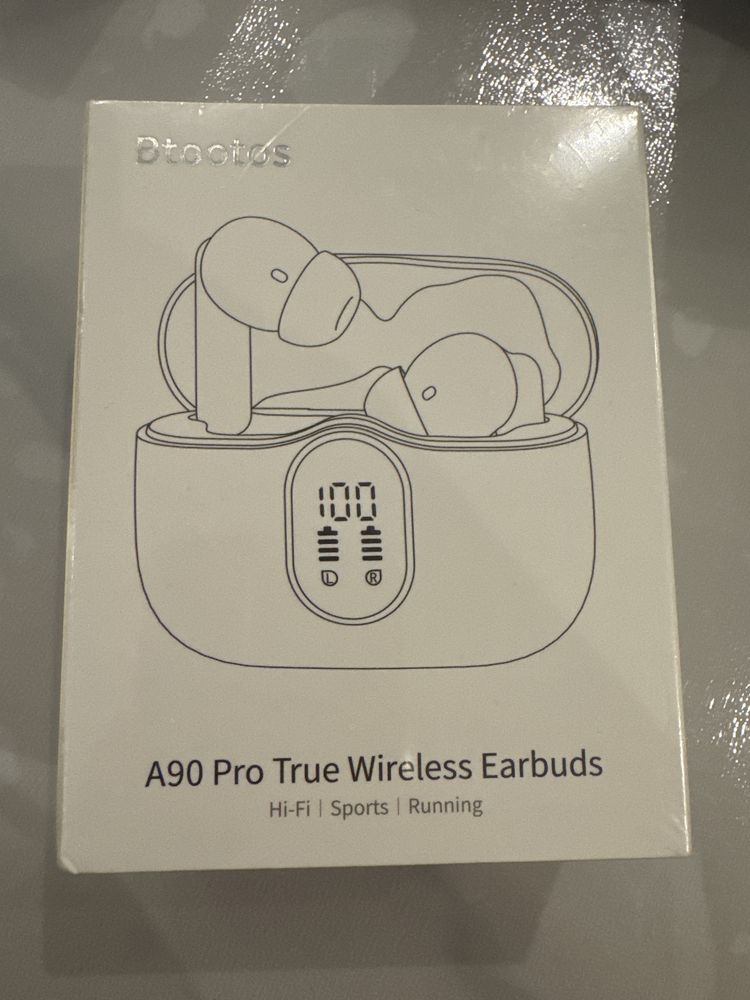 Btootos
100
L R
A90 Pro True Wireless Earbuds
Hi-Fi | Sports | Running